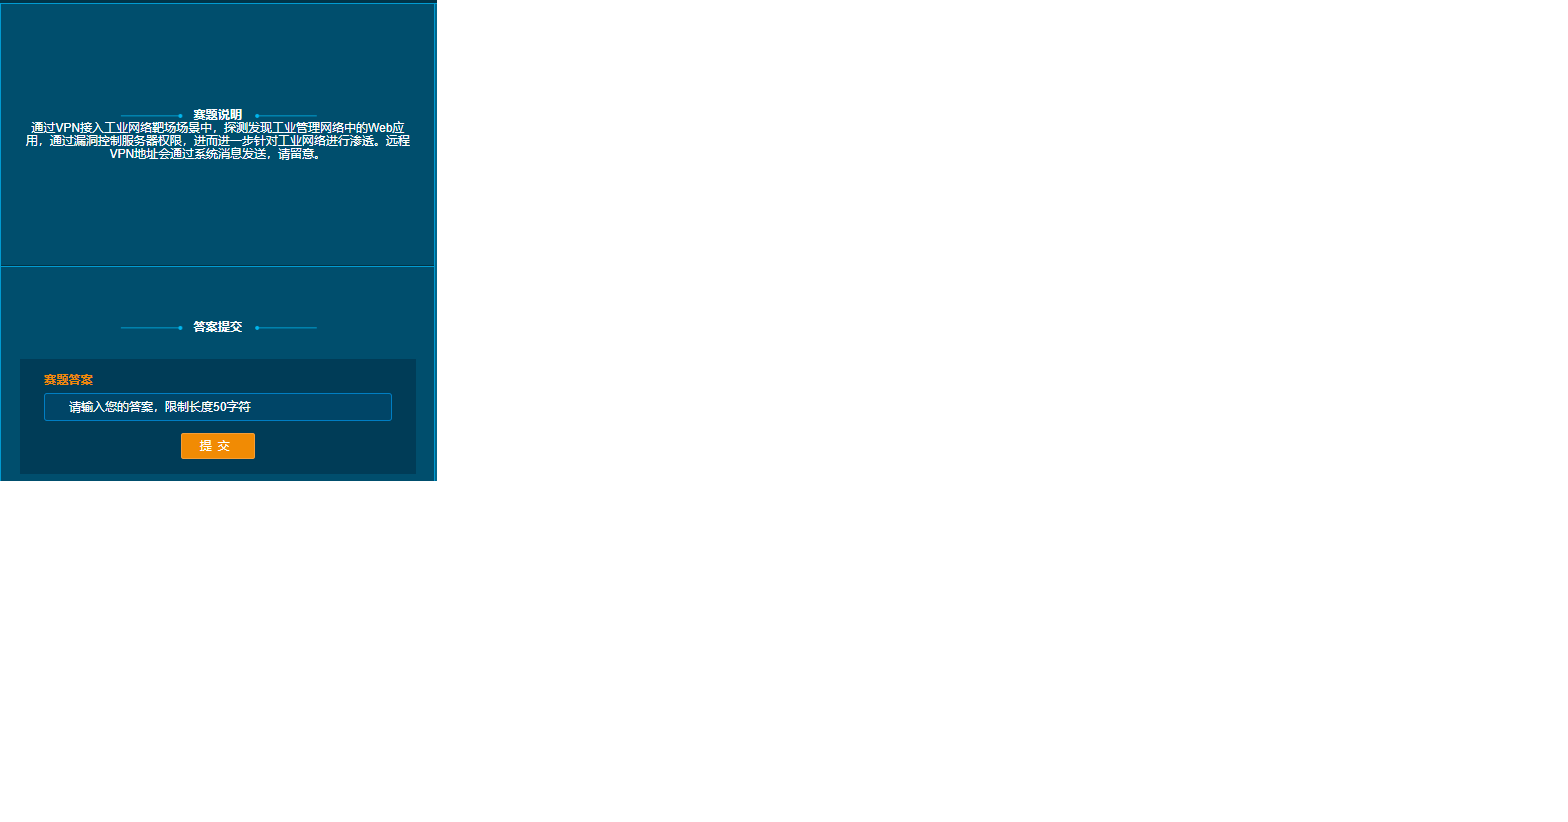 赛题说明
通过VPN接入工业网络靶场场景中，探测发现工业管理网络中的Web应
用，通过漏洞控制服务器权限，进而进一步针对工业网络进行渗透。远程
VPN地址会通过系统消息发送，请留意。
答案提交
赛题答案
请输入您的答案，限制长度50字符
提 交